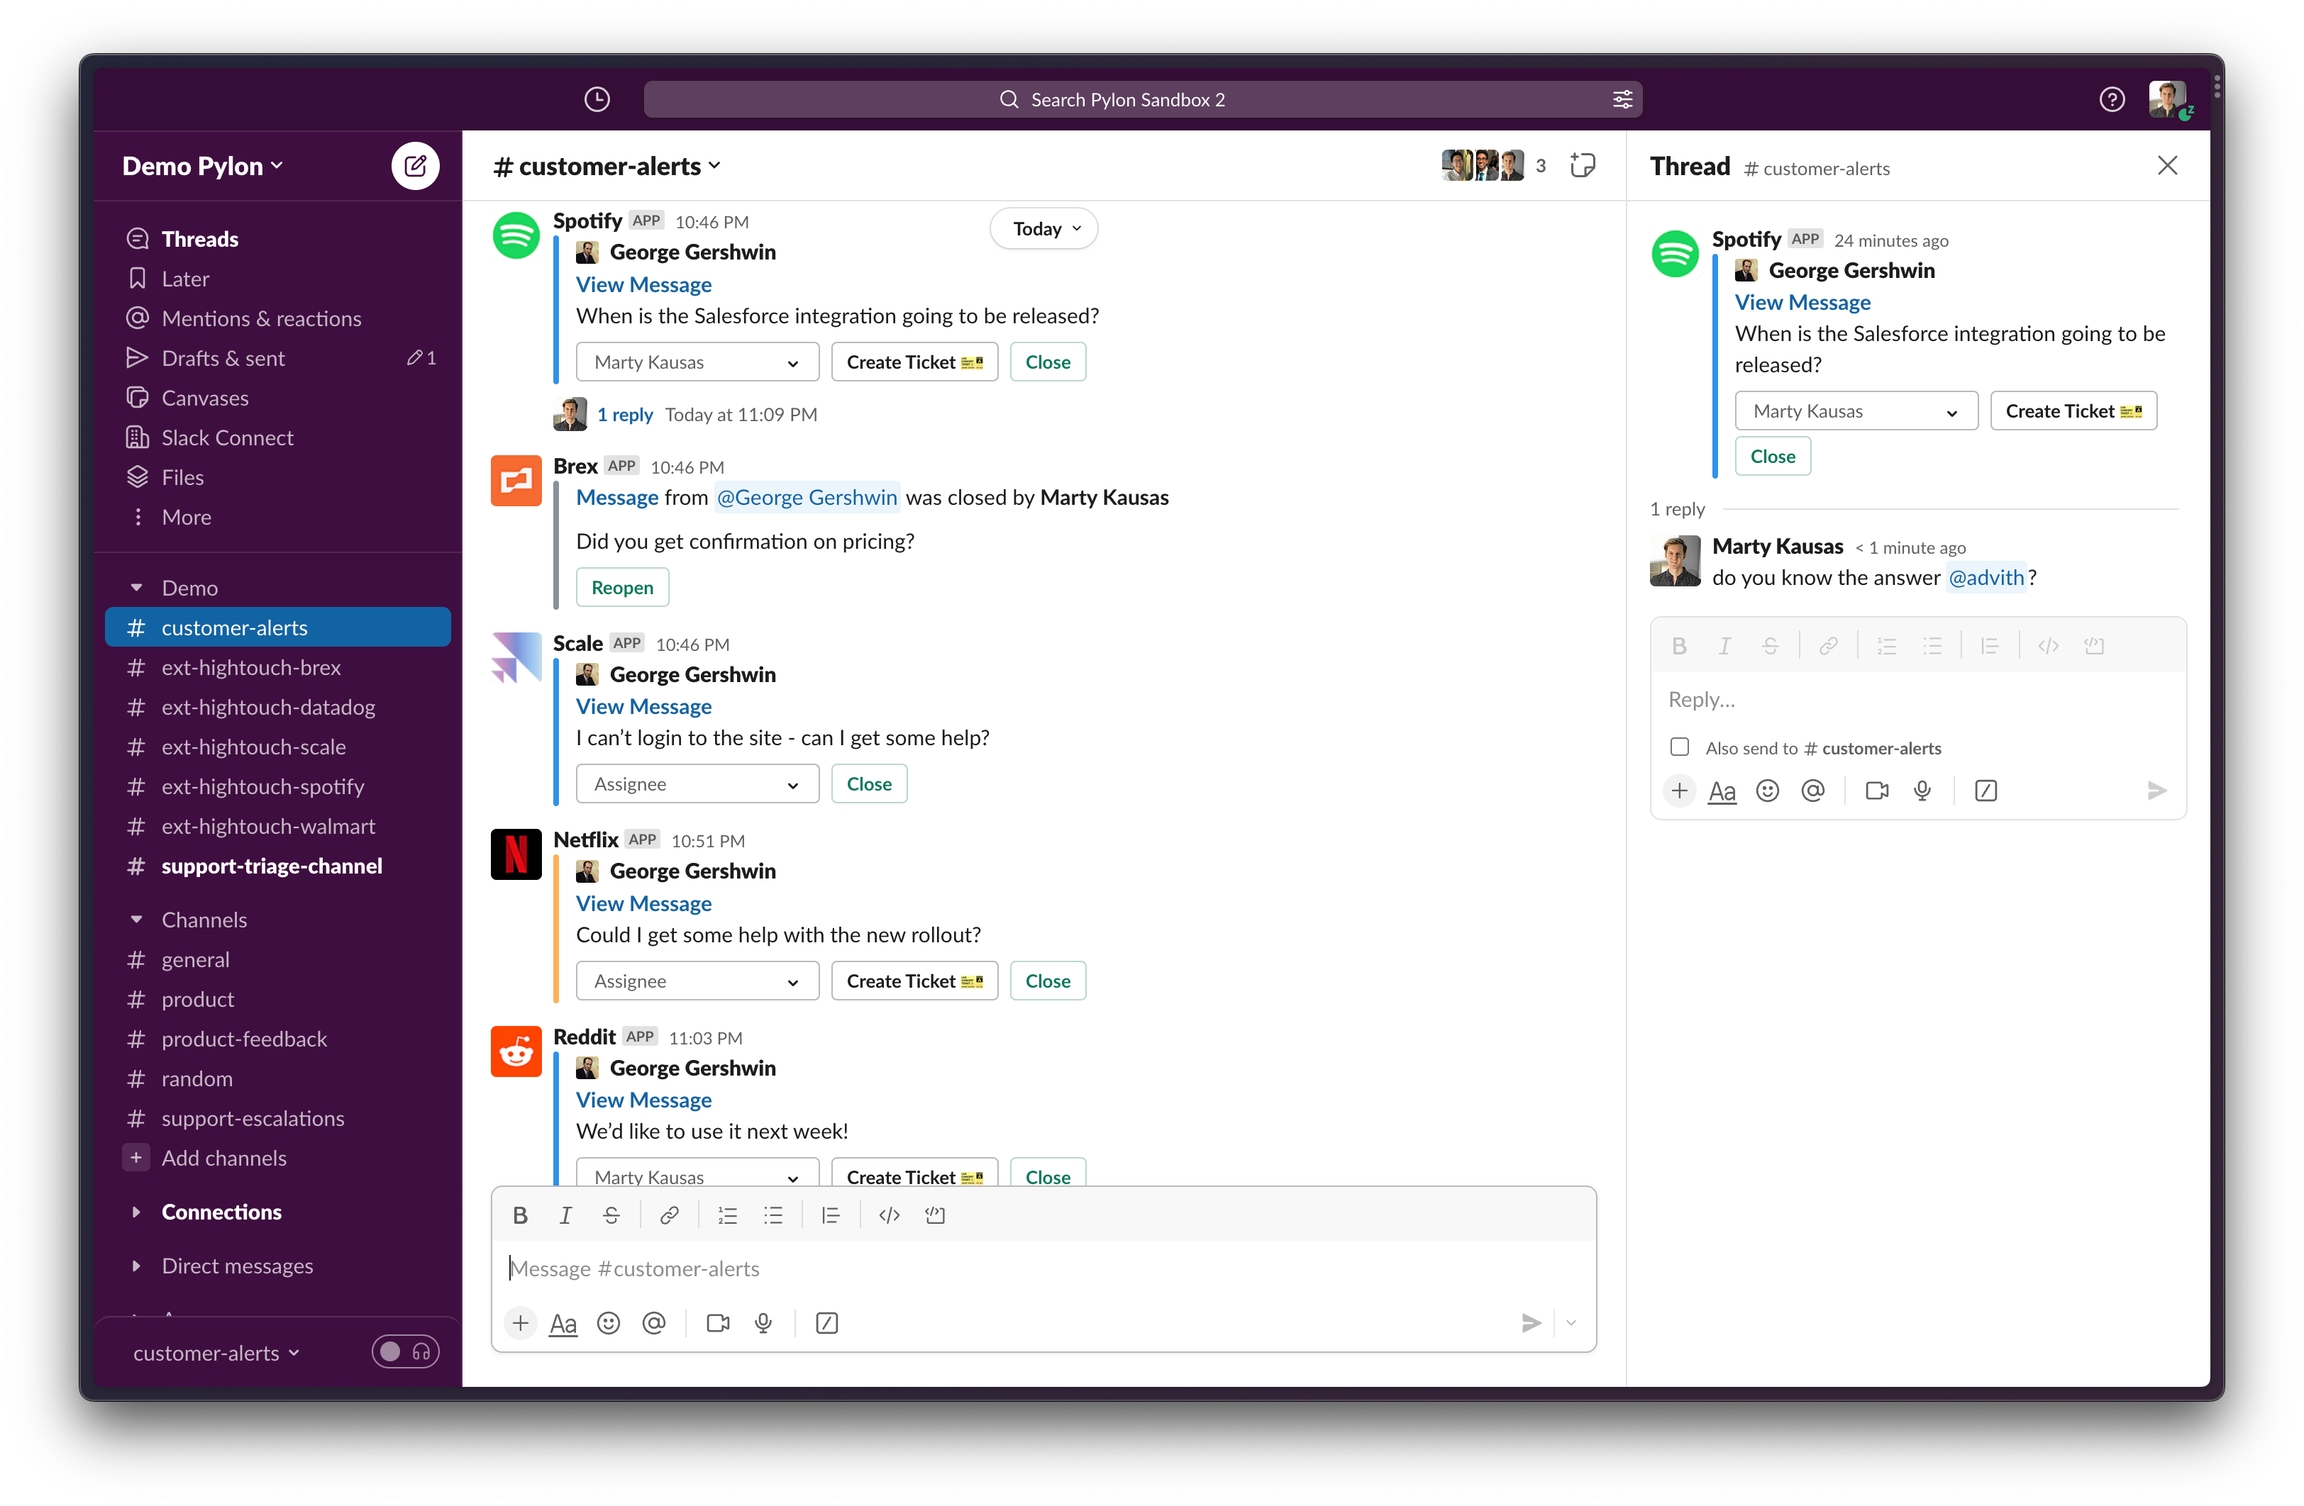 Search Pylon Sandbox 2
Demo Pylon
Threads
Later
Mentions & reactions
Drafts & sent 1
Canvases
Slack Connect
Files
More
Demo
# customer-alerts
# ext-hightouch-brex
# ext-hightouch-datadog
# ext-hightouch-scale
# ext-hightouch-spotify
# ext-hightouch-walmart
# support-triage-channel
Channels
# general
# product
# product-feedback
# random
# support-escalations
+ Add channels
Connections
Direct messages
customer-alerts
# customer-alerts
3
Today
Spotify APP 10:46 PM
George Gershwin
View Message
When is the Salesforce integration going to be released?
Marty Kausas Create Ticket Close
1 reply Today at 11:09 PM
Brex APP 10:46 PM
Message from @George Gershwin was closed by Marty Kausas
Did you get confirmation on pricing?
Reopen
Scale APP 10:46 PM
George Gershwin
View Message
I can’t login to the site - can I get some help?
Assignee Close
Netflix APP 10:51 PM
George Gershwin
View Message
Could I get some help with the new rollout?
Assignee Create Ticket Close
Reddit APP 11:03 PM
George Gershwin
View Message
We’d like to use it next week!
Marty Kausas Create Ticket Close
Message #customer-alerts
Aa
Thread # customer-alerts
Spotify APP 24 minutes ago
George Gershwin
View Message
When is the Salesforce integration going to be
released?
Marty Kausas Create Ticket
Close
1 reply
Marty Kausas < 1 minute ago
do you know the answer @advith?
Reply...
Also send to # customer-alerts
Aa